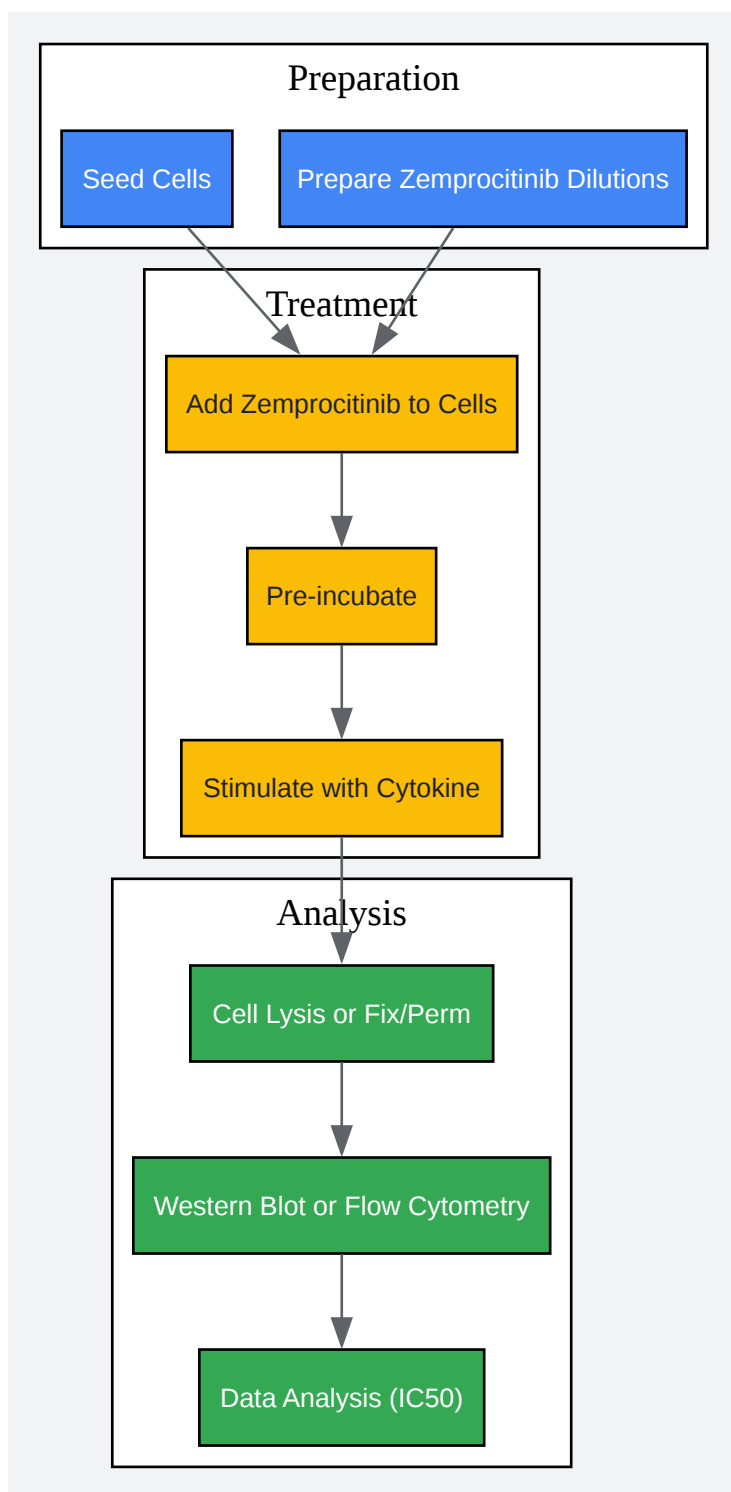 Preparation
Seed Cells
Prepare Zemprocitinib Dilutions
Treatment
Add Zemprocitinib to Cells
Pre-incubate
Stimulate with Cytokine
Analysis
Cell Lysis or Fix/Perm
Western Blot or Flow Cytometry
Data Analysis (IC50)